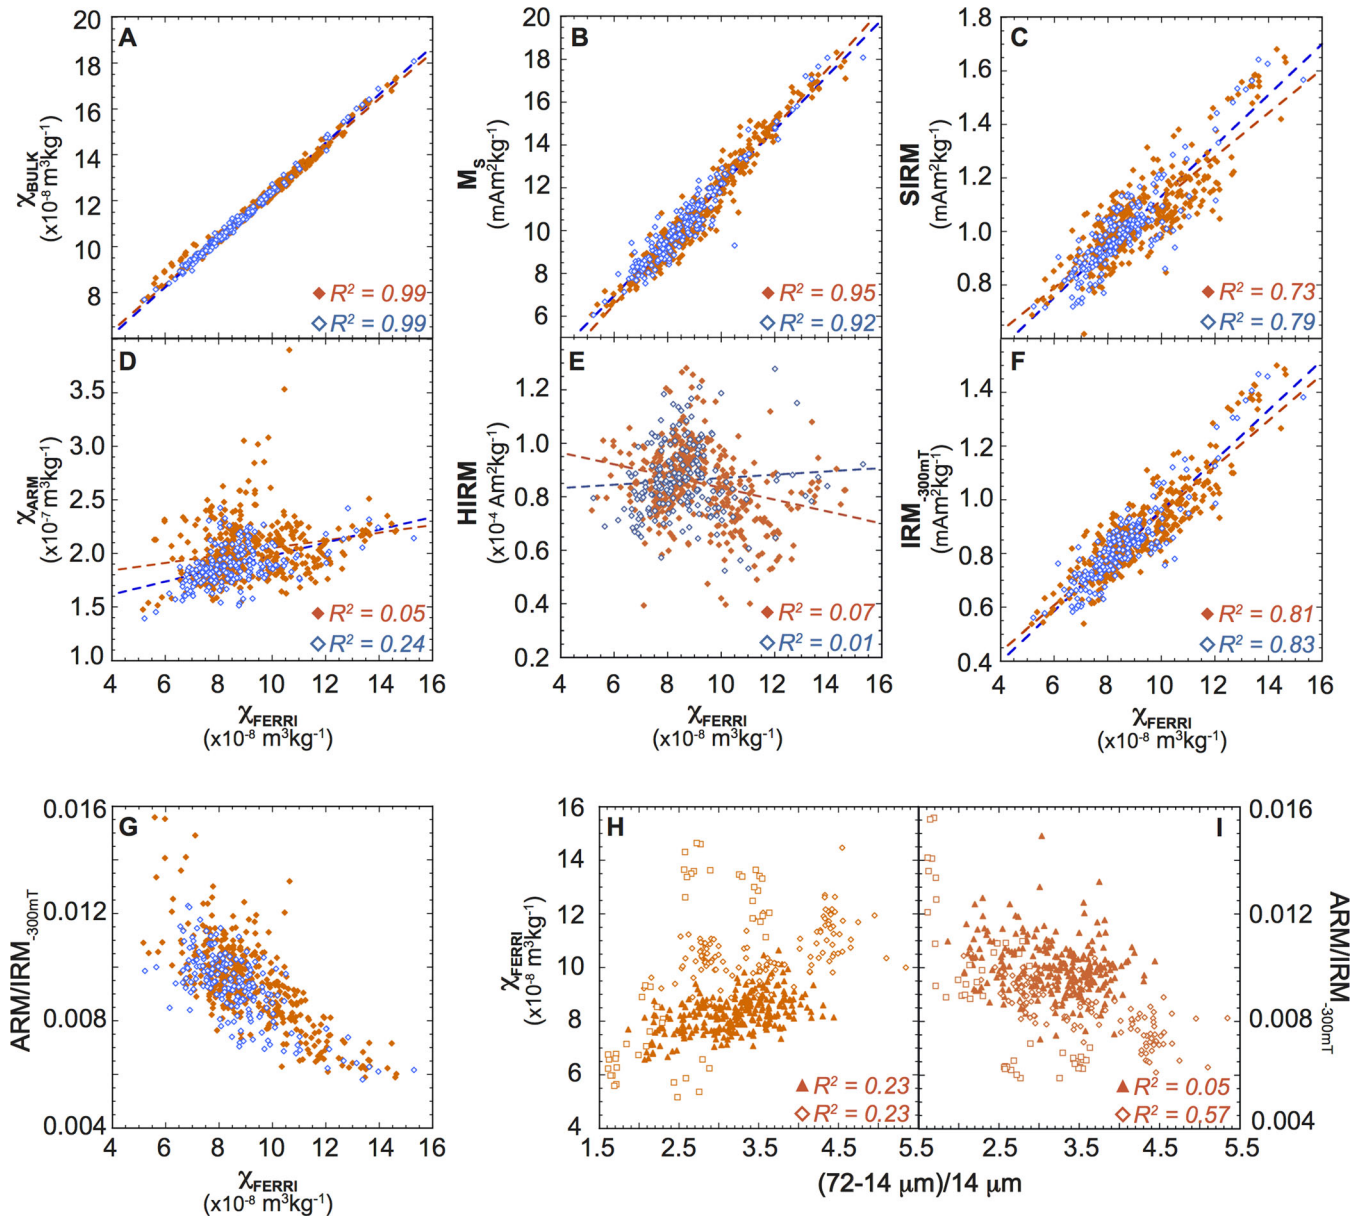 A
20
18
16
14
12
10
8
χBULK
(x10-8 m3kg-1)
R2 = 0.99
R2 = 0.99
B
20
18
16
14
12
10
8
6
MS
(mAm2kg-1)
R2 = 0.95
R2 = 0.92
C
1.8
1.6
1.4
1.2
1.0
0.8
SIRM
(mAm2kg-1)
R2 = 0.73
R2 = 0.79
D
3.5
3.0
2.5
2.0
1.5
1.0
χARM
(x10-7 m3kg-1)
R2 = 0.05
R2 = 0.24
4 6 8 10 12 14 16
χFERRI
(x10-8 m3kg-1)
E
1.2
1.0
0.8
0.6
0.4
0.2
HIRM
(x10-4 Am2kg-1)
R2 = 0.07
R2 = 0.01
4 6 8 10 12 14 16
χFERRI
(x10-8 m3kg-1)
F
1.4
1.2
1.0
0.8
0.6
0.4
IRM-300mT
(mAm2kg-1)
R2 = 0.81
R2 = 0.83
4 6 8 10 12 14 16
χFERRI
(x10-8 m3kg-1)
G
0.016
0.012
0.008
0.004
ARM/IRM-300mT
4 6 8 10 12 14 16
χFERRI
(x10-8 m3kg-1)
H
16
14
12
10
8
6
4
χFERRI
(x10-8 m3kg-1)
R2 = 0.23
R2 = 0.23
1.5 2.5 3.5 4.5 5.5
I
0.016
0.012
0.008
0.004
ARM/IRM-300mT
R2 = 0.05
R2 = 0.57
2.5 3.5 4.5 5.5
(72-14 μm)/14 μm